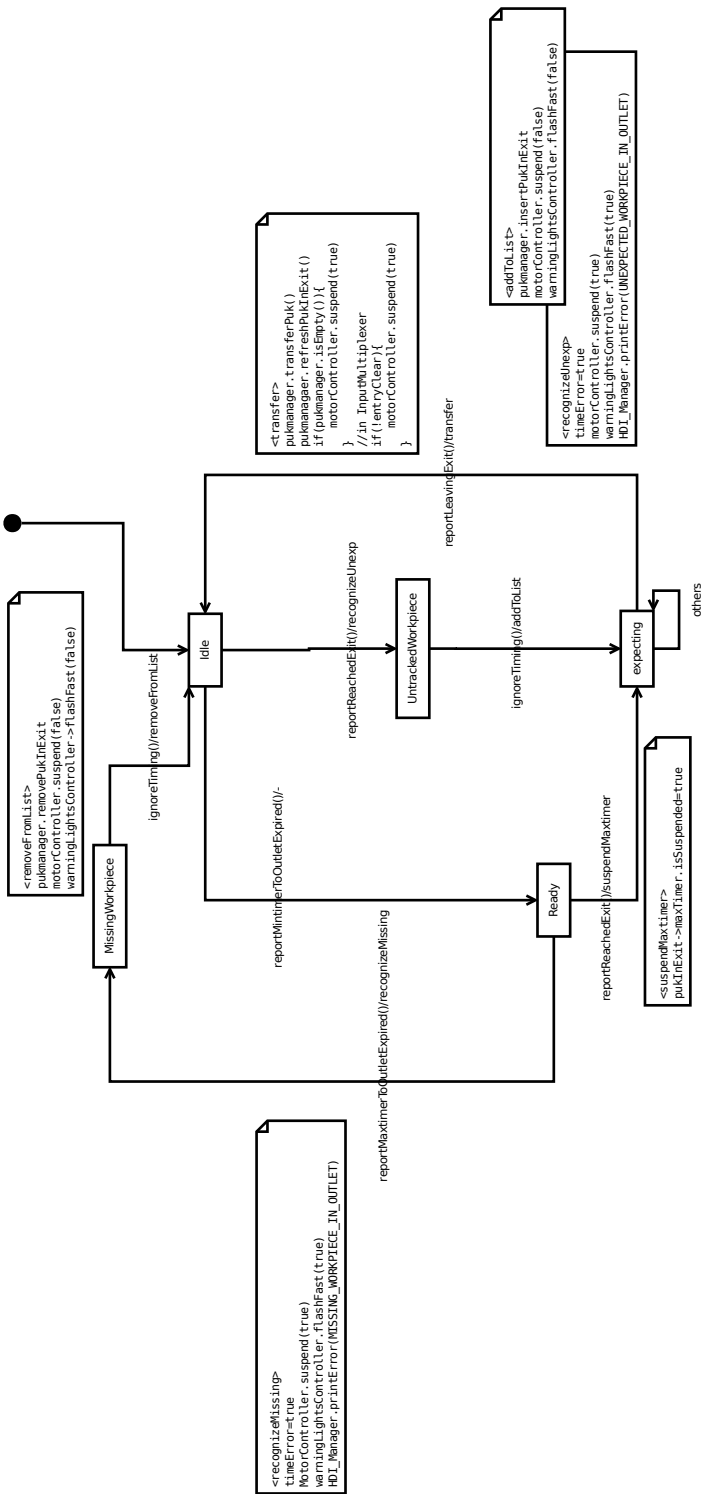 <removeFromList>
pukmanager.removePukInExit
motorController.suspend(false)
warningLightsController->flashFast(false)
MissingWorkpiece
ignoreTiming()/removeFromList
Idle
<transfer>
pukmanager.transferPuk()
pukmanagaer.refreshPukInExit()
if(pukmanager.isEmpty()){
motorController.suspend(true)
}
//in InputMultiplexer
if(!entryClear){
motorController.suspend(true)
}
reportMintimerToOutletExpired()/-
reportReachedExit()/recognizeUnexp
UntrackedWorkpiece
reportLeavingExit()/transfer
<recognizeMissing>
timeError=true
MotorController.suspend(true)
warningLightsController.flashFast(true)
HDI_Manager.printError(MISSING_WORKPIECE_IN_OUTLET)
reportMaxtimerToOutletExpired()/recognizeMissing
ignoreTiming()/addToList
<addToList>
pukmanager.insertPukInExit
motorController.suspend(false)
warningLightsController.flashFast(false)
<recognizeUnexp>
timeError=true
motorController.suspend(true)
warningLightsController.flashFast(true)
HDI_Manager.printError(UNEXPECTED_WORKPIECE_IN_OUTLET)
Ready
reportReachedExit()/suspendMaxtimer
expecting
others
<suspendMaxtimer>
pukInExit->maxTimer.isSuspended=true